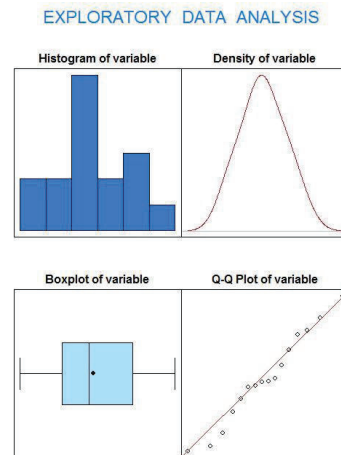 EXPLORATORY DATA ANALYSIS
Histogram of variable
Density of variable
Boxplot of variable
Q-Q Plot of variable